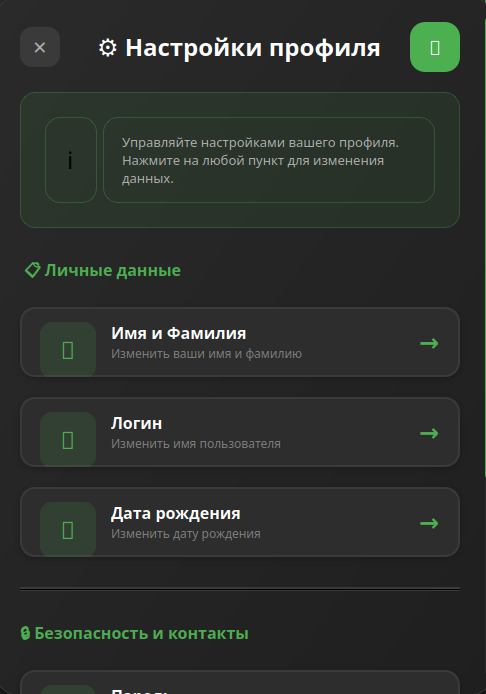 ✕
⚙ Настройки профиля
i
Управляйте настройками вашего профиля.
Нажмите на любой пункт для изменения
данных.
Личные данные
Имя и Фамилия
Изменить ваши имя и фамилию
→
Логин
Изменить имя пользователя
→
Дата рождения
Изменить дату рождения
→
🔒 Безопасность и контакты